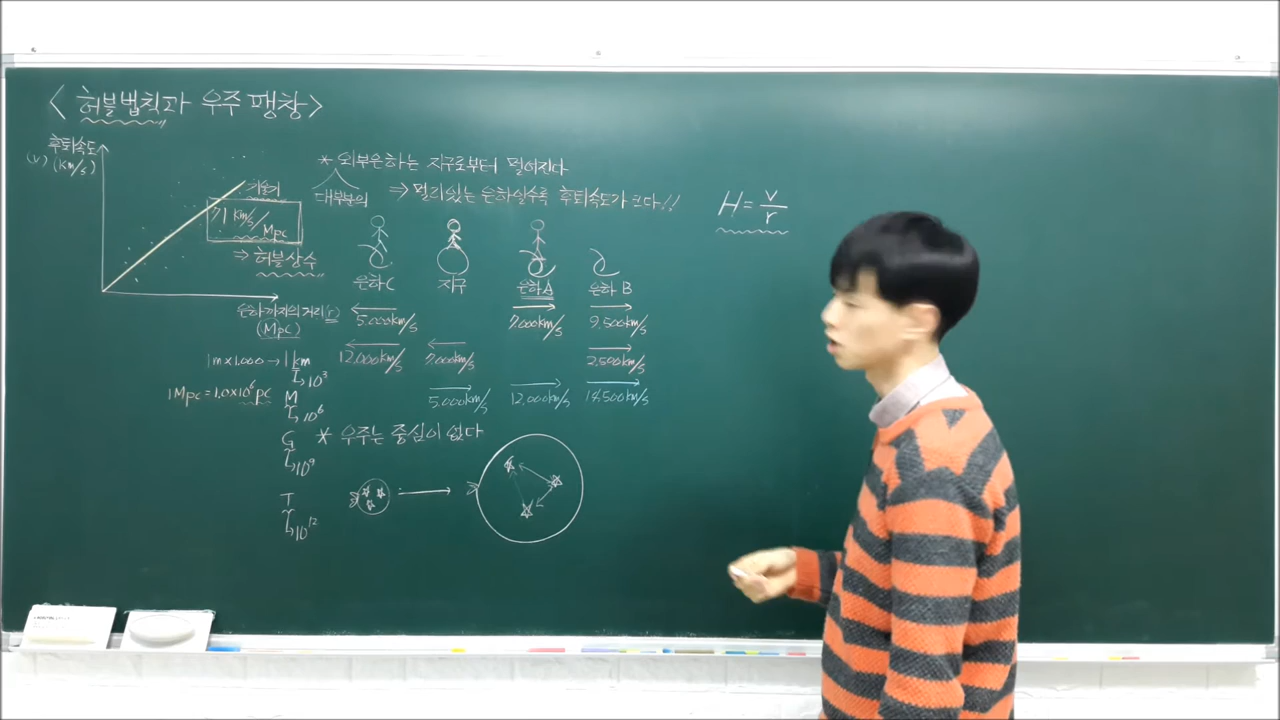 <허블법칙과 우주 팽창>
후퇴속도
(v) (km/s)
기울기
71 km/s/Mpc
⇒ 허블상수
은하까지의 거리(r)
(Mpc)
1m×1.000→1km
↳10³
1Mpc=1.0×10⁶pc M
↳10⁶
G
↳10⁹
T
↳10¹²
* 외부은하는 지구로부터 멀어진다
대부분의 ⇒ 멀리있는 은하일수록 후퇴속도가 크다!!
은하C 지구 은하A 은하B
5.000km/s 7.000km/s 9.500km/s
12.000km/s 7.000km/s 2.500km/s
5.000km/s 12.000km/s 14.500km/s
* 우주는 중심이 없다
H=v/r